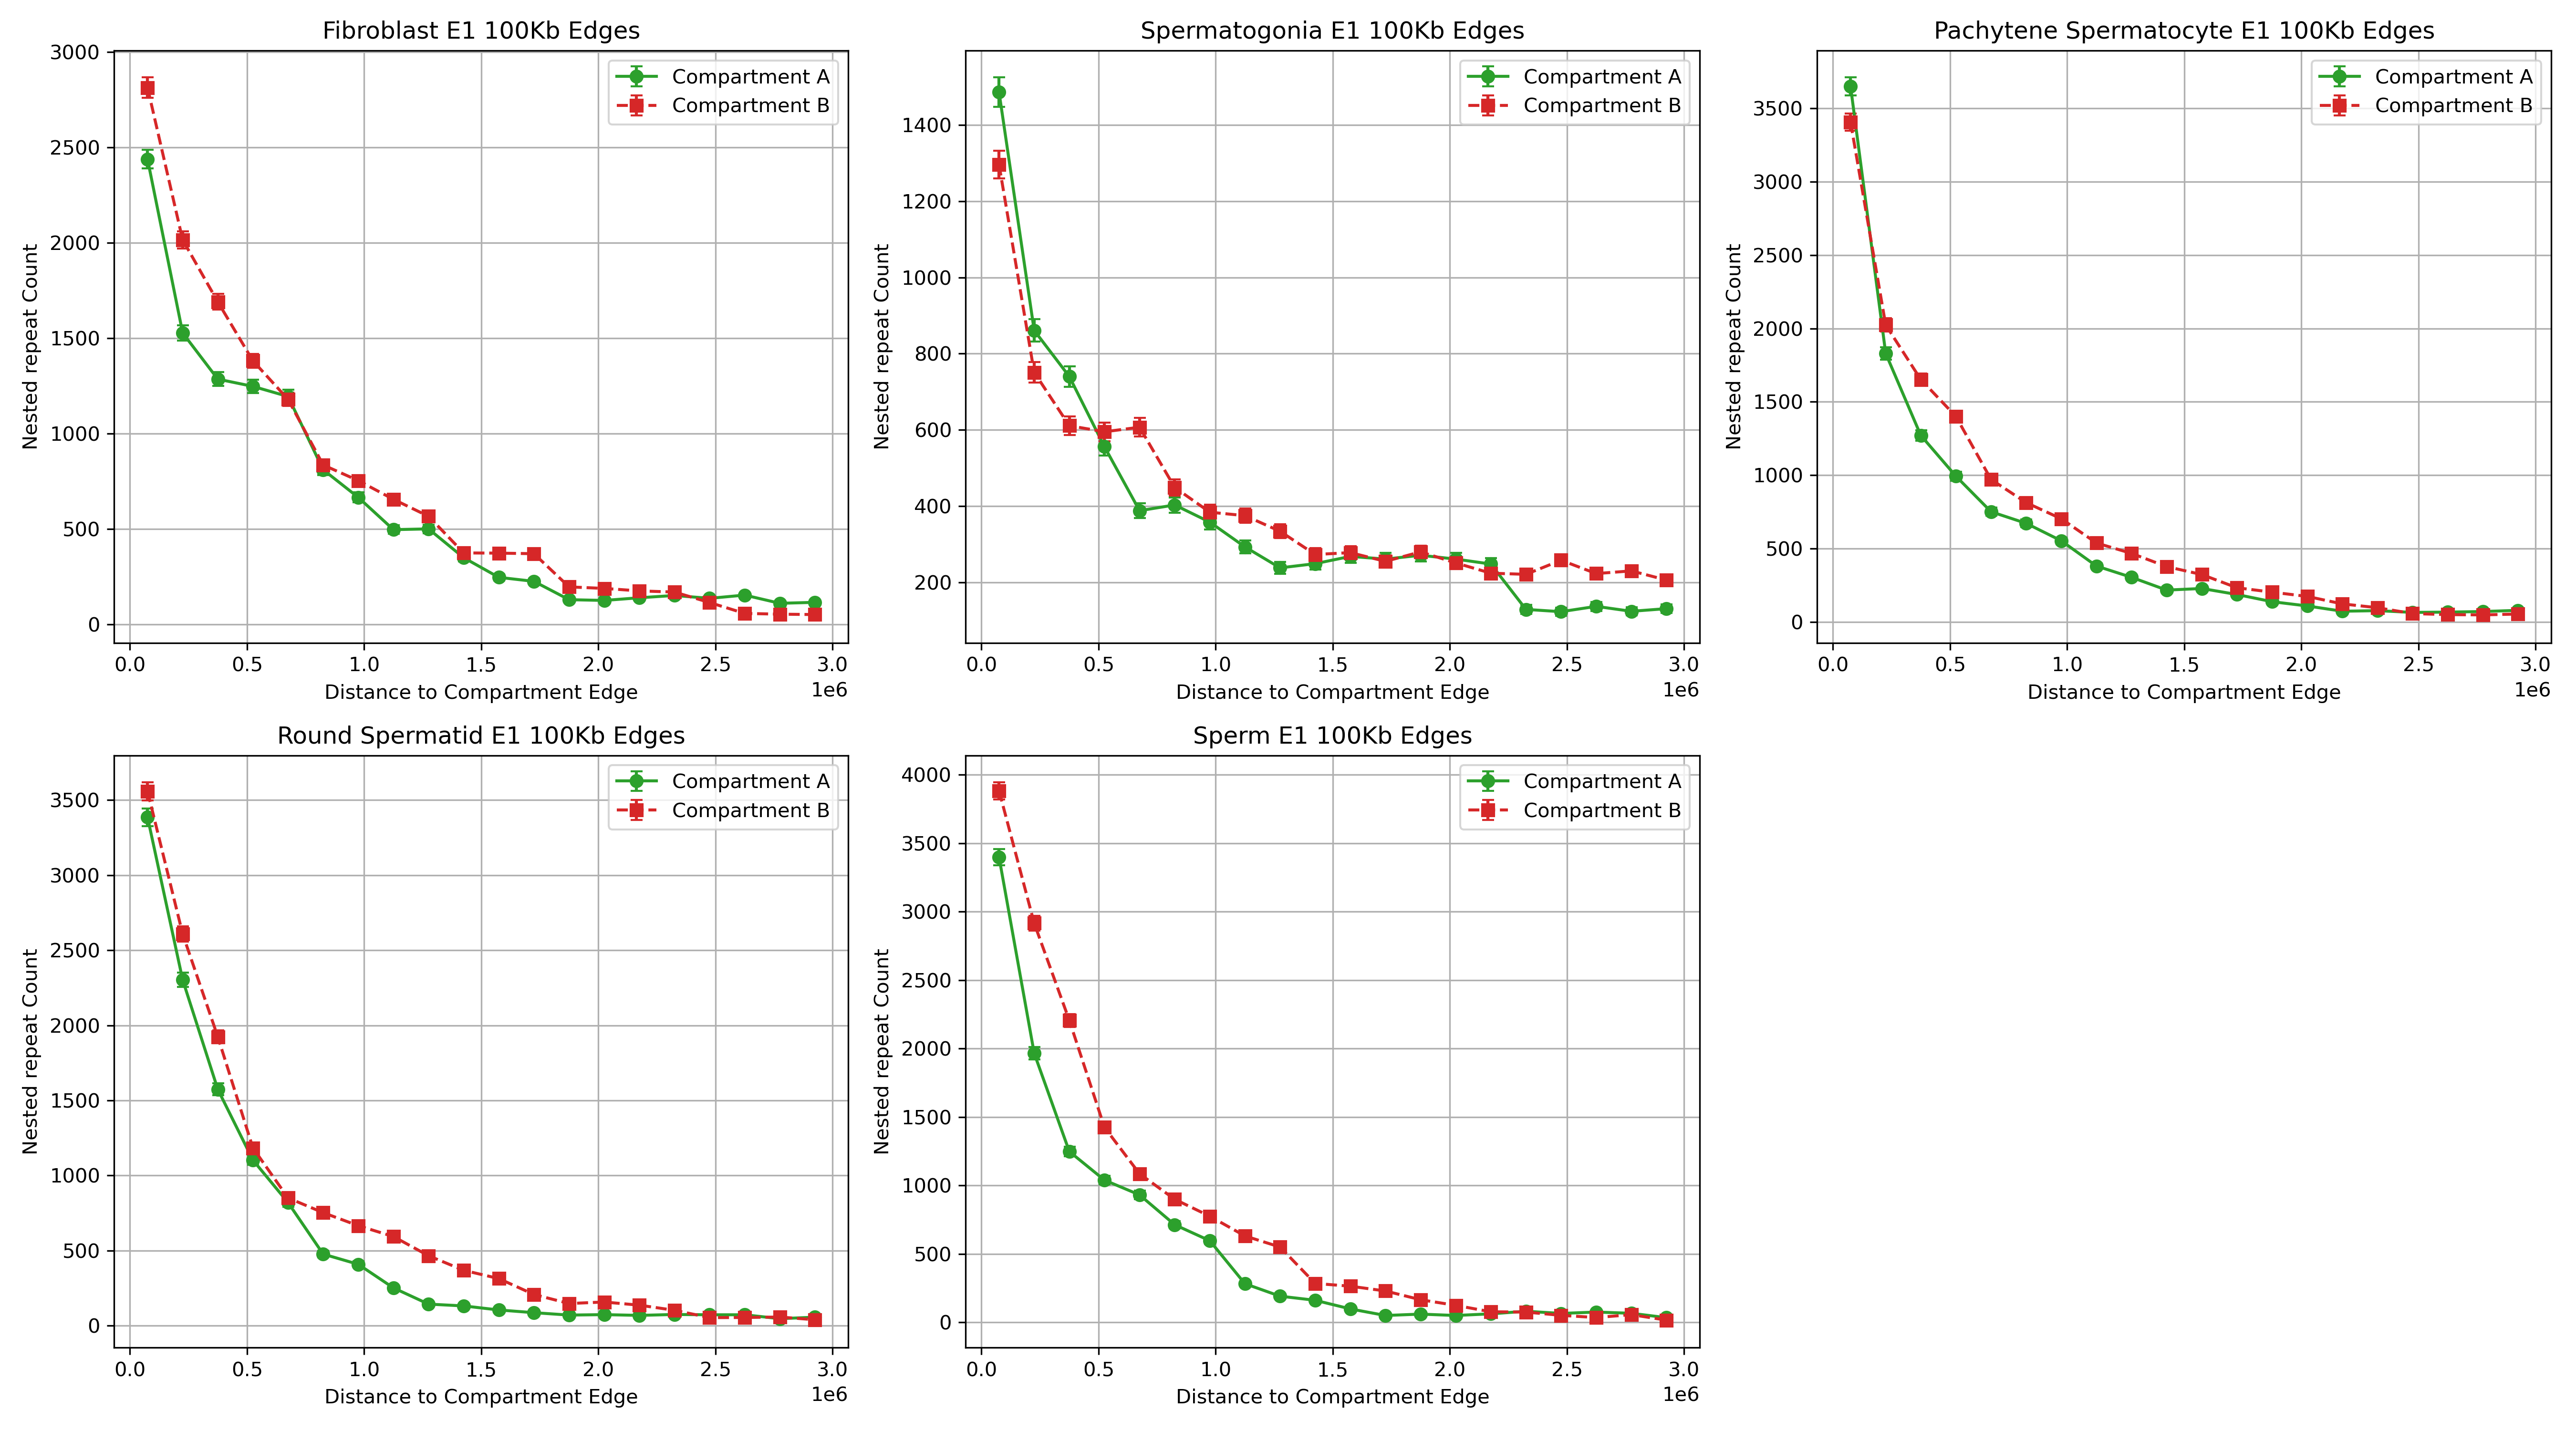 Fibroblast E1 100Kb Edges
Nested repeat Count
3000
2500
2000
1500
1000
500
0
Compartment A
Compartment B
0.0 0.5 1.0 1.5 2.0 2.5 3.0
1e6
Distance to Compartment Edge
Spermatogonia E1 100Kb Edges
Nested repeat Count
1400
1200
1000
800
600
400
200
Compartment A
Compartment B
0.0 0.5 1.0 1.5 2.0 2.5 3.0
1e6
Distance to Compartment Edge
Pachytene Spermatocyte E1 100Kb Edges
Nested repeat Count
3500
3000
2500
2000
1500
1000
500
0
Compartment A
Compartment B
0.0 0.5 1.0 1.5 2.0 2.5 3.0
1e6
Distance to Compartment Edge
Round Spermatid E1 100Kb Edges
Nested repeat Count
3500
3000
2500
2000
1500
1000
500
0
Compartment A
Compartment B
0.0 0.5 1.0 1.5 2.0 2.5 3.0
1e6
Distance to Compartment Edge
Sperm E1 100Kb Edges
Nested repeat Count
4000
3500
3000
2500
2000
1500
1000
500
0
Compartment A
Compartment B
0.0 0.5 1.0 1.5 2.0 2.5 3.0
1e6
Distance to Compartment Edge